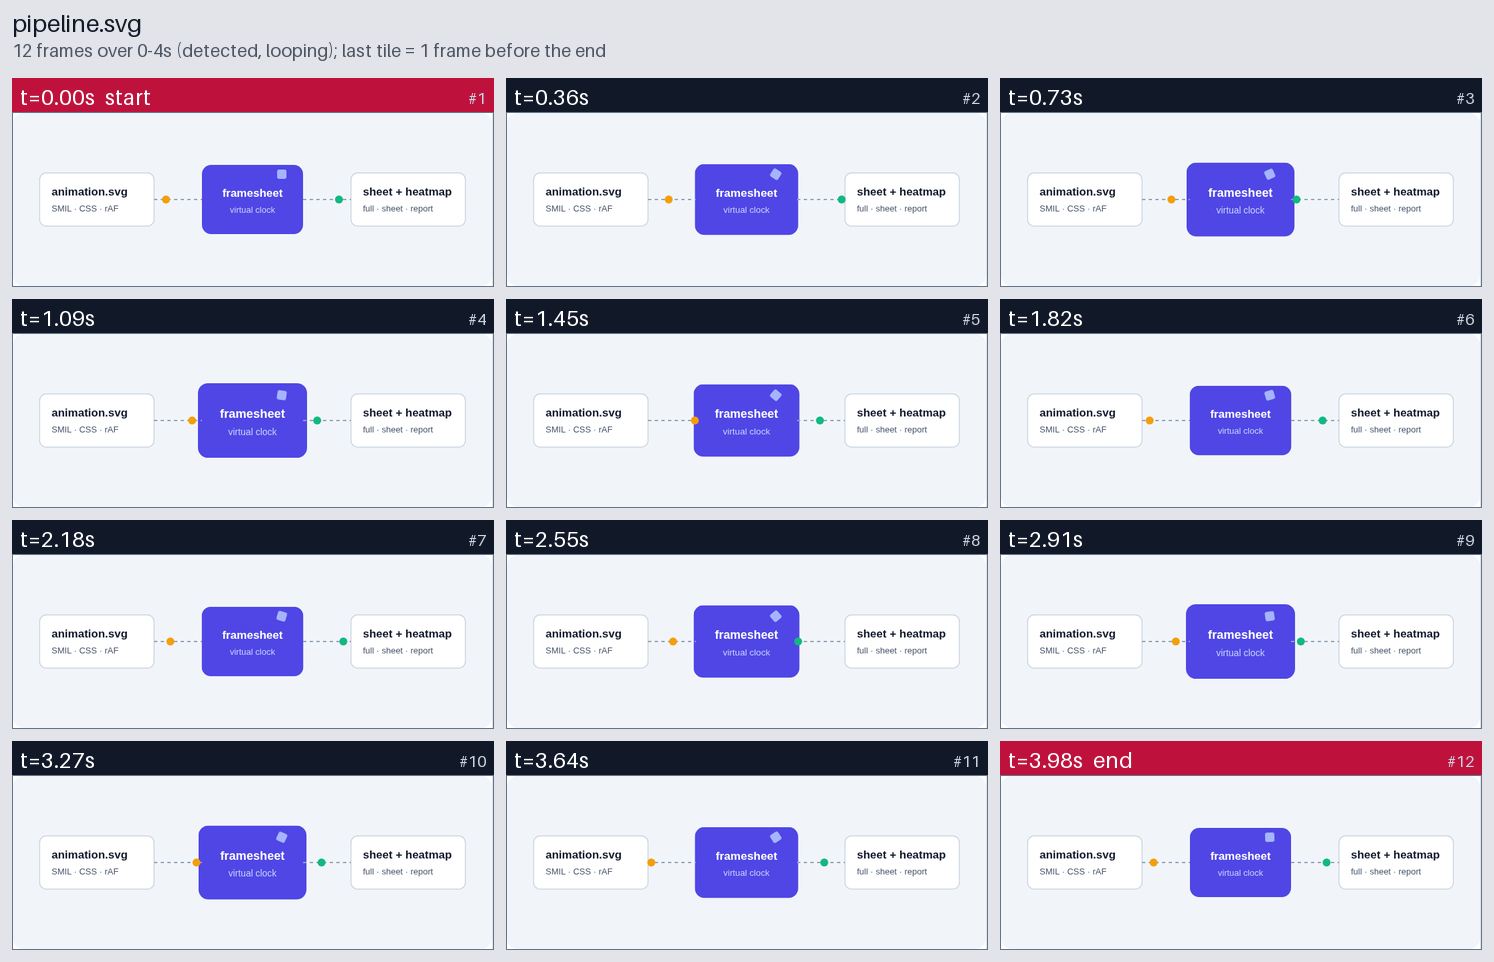 pipeline.svg
12 frames over 0-4s (detected, looping); last tile = 1 frame before the end
t=0.00s start #1
animation.svg
SMIL · CSS · rAF
framesheet
virtual clock
sheet + heatmap
full · sheet · report
t=0.36s #2
animation.svg
SMIL · CSS · rAF
framesheet
virtual clock
sheet + heatmap
full · sheet · report
t=0.73s #3
animation.svg
SMIL · CSS · rAF
framesheet
virtual clock
sheet + heatmap
full · sheet · report
t=1.09s #4
animation.svg
SMIL · CSS · rAF
framesheet
virtual clock
sheet + heatmap
full · sheet · report
t=1.45s #5
animation.svg
SMIL · CSS · rAF
framesheet
virtual clock
sheet + heatmap
full · sheet · report
t=1.82s #6
animation.svg
SMIL · CSS · rAF
framesheet
virtual clock
sheet + heatmap
full · sheet · report
t=2.18s #7
animation.svg
SMIL · CSS · rAF
framesheet
virtual clock
sheet + heatmap
full · sheet · report
t=2.55s #8
animation.svg
SMIL · CSS · rAF
framesheet
virtual clock
sheet + heatmap
full · sheet · report
t=2.91s #9
animation.svg
SMIL · CSS · rAF
framesheet
virtual clock
sheet + heatmap
full · sheet · report
t=3.27s #10
animation.svg
SMIL · CSS · rAF
framesheet
virtual clock
sheet + heatmap
full · sheet · report
t=3.64s #11
animation.svg
SMIL · CSS · rAF
framesheet
virtual clock
sheet + heatmap
full · sheet · report
t=3.98s end #12
animation.svg
SMIL · CSS · rAF
framesheet
virtual clock
sheet + heatmap
full · sheet · report